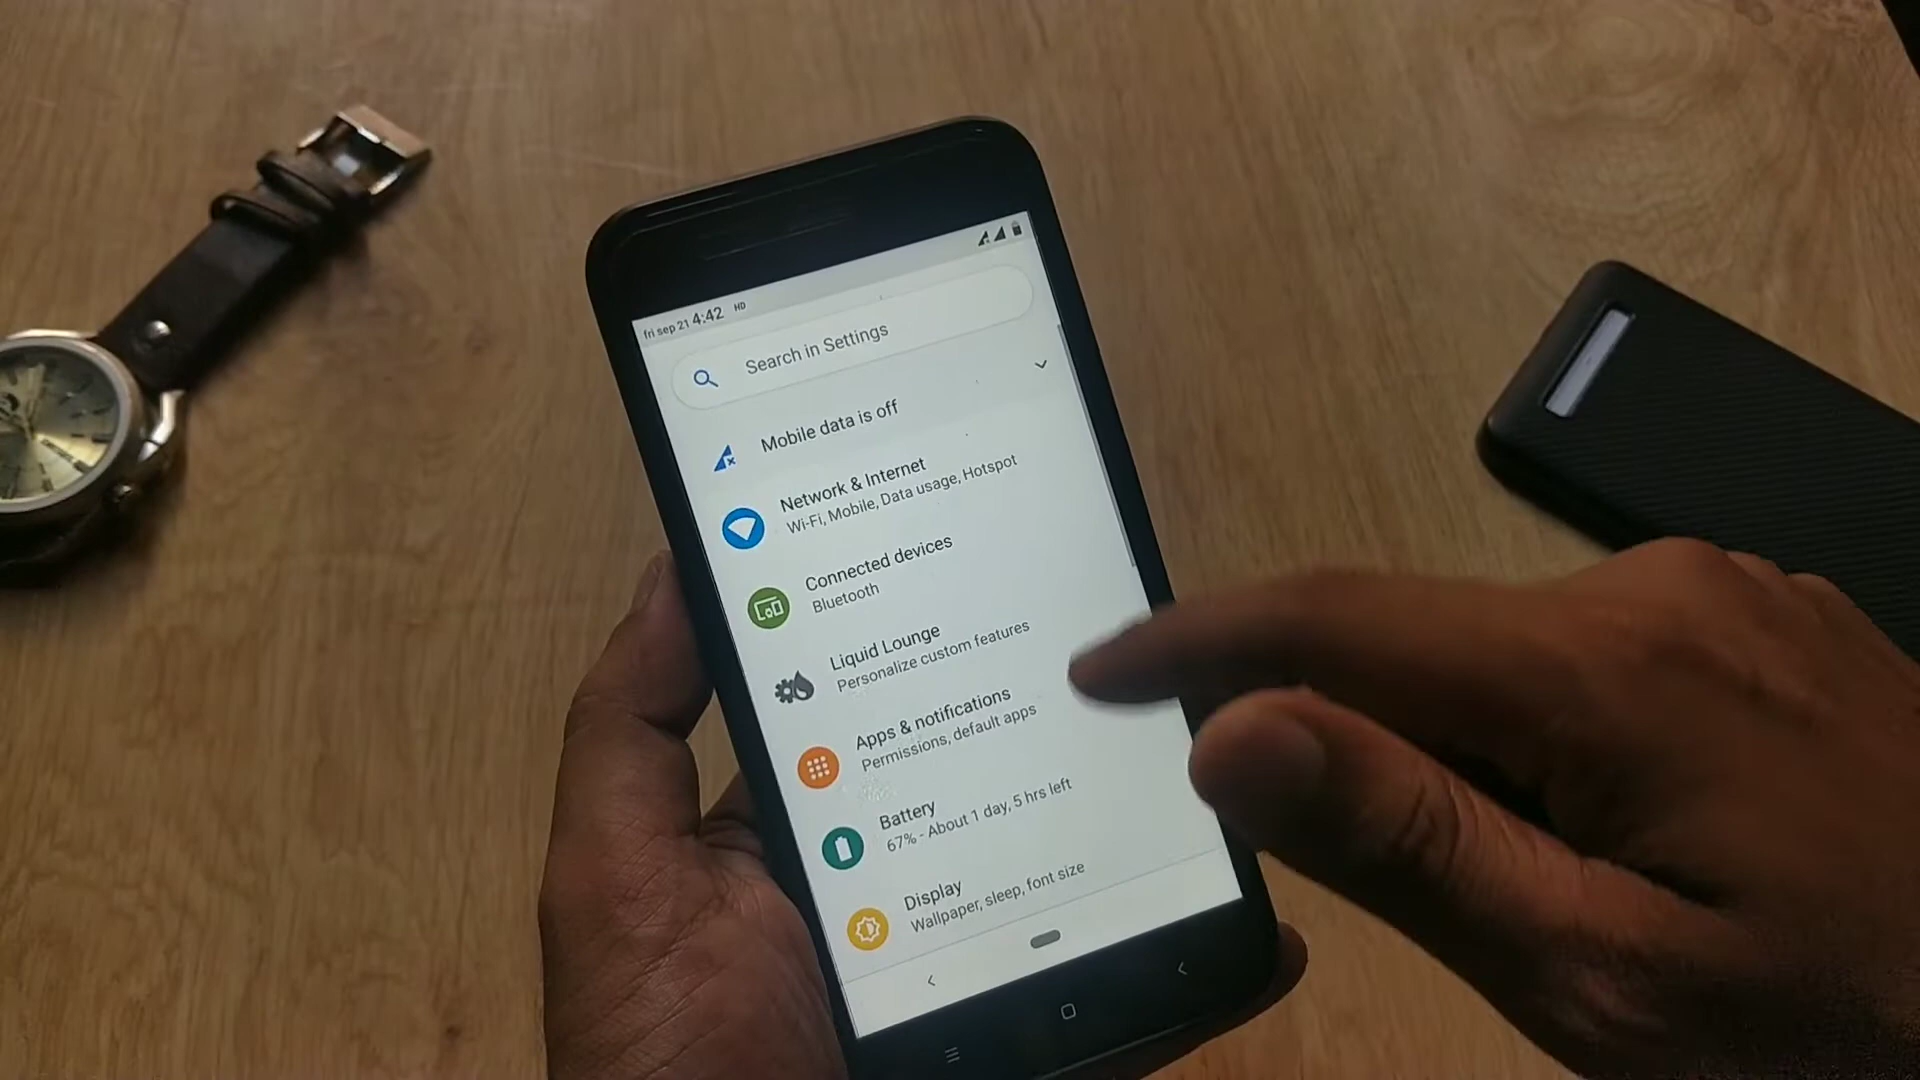 fri sep 21 4:42 HD
Search in Settings
Mobile data is off
Network & Internet
Wi-Fi, Mobile, Data usage, Hotspot
Connected devices
Bluetooth
Liquid Lounge
Personalize custom features
Apps & notifications
Permissions, default apps
Battery
67% - About 1 day, 5 hrs left
Display
Wallpaper, sleep, font size